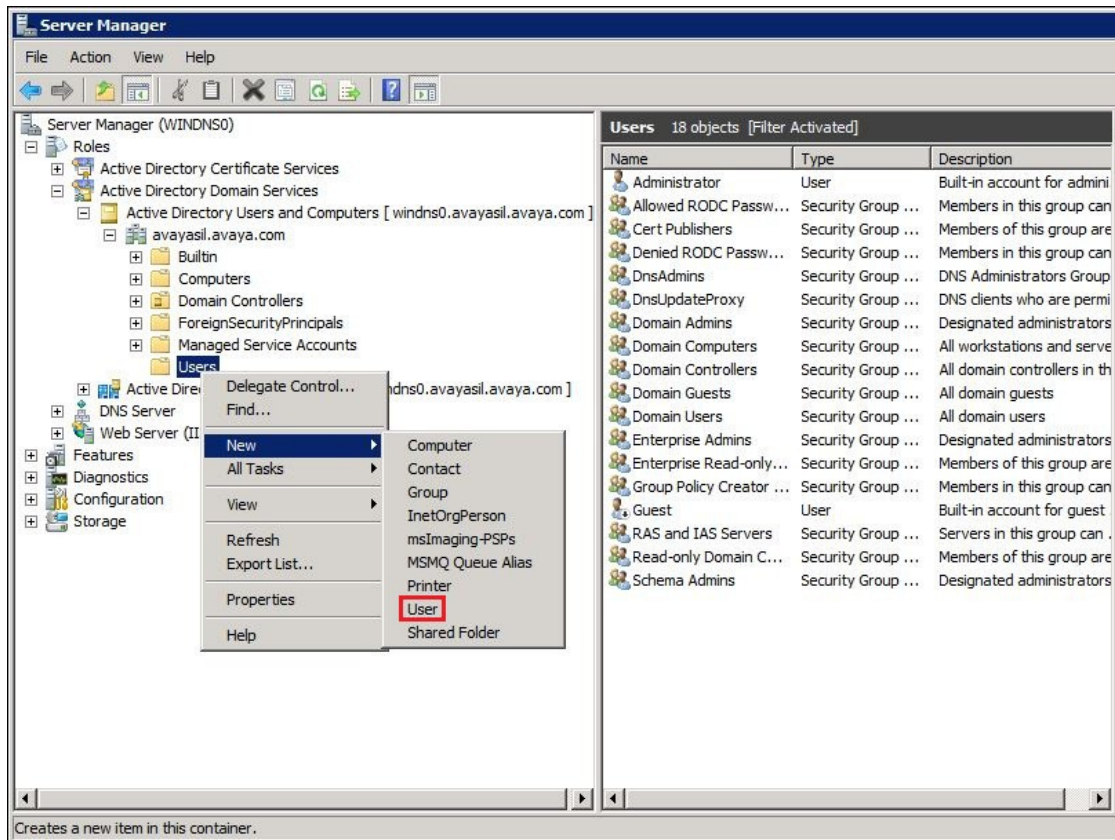 Server Manager
File Action View Help
Server Manager (WINDNS0)
Roles
Active Directory Certificate Services
Active Directory Domain Services
Active Directory Users and Computers [ windns0.avayasil.avaya.com ]
avayasil.avaya.com
Builtin
Computers
Domain Controllers
ForeignSecurityPrincipals
Managed Service Accounts
Users
Active Dire ndns0.avayasil.avaya.com ]
DNS Server
Web Server (II
Features
Diagnostics
Configuration
Storage
Delegate Control...
Find...
New
All Tasks
View
Refresh
Export List...
Properties
Help
Computer
Contact
Group
InetOrgPerson
msImaging-PSPs
MSMQ Queue Alias
Printer
User
Shared Folder
Users 18 objects [Filter Activated]
Name Type Description
Administrator User Built-in account for admini
Allowed RODC Passw... Security Group ... Members in this group can
Cert Publishers Security Group ... Members of this group are
Denied RODC Passw... Security Group ... Members in this group can
DnsAdmins Security Group ... DNS Administrators Group
DnsUpdateProxy Security Group ... DNS clients who are permi
Domain Admins Security Group ... Designated administrators
Domain Computers Security Group ... All workstations and serve
Domain Controllers Security Group ... All domain controllers in th
Domain Guests Security Group ... All domain guests
Domain Users Security Group ... All domain users
Enterprise Admins Security Group ... Designated administrators
Enterprise Read-only... Security Group ... Members of this group are
Group Policy Creator ... Security Group ... Members in this group can
Guest User Built-in account for guest
RAS and IAS Servers Security Group ... Servers in this group can .
Read-only Domain C... Security Group ... Members of this group are
Schema Admins Security Group ... Designated administrators
Creates a new item in this container.